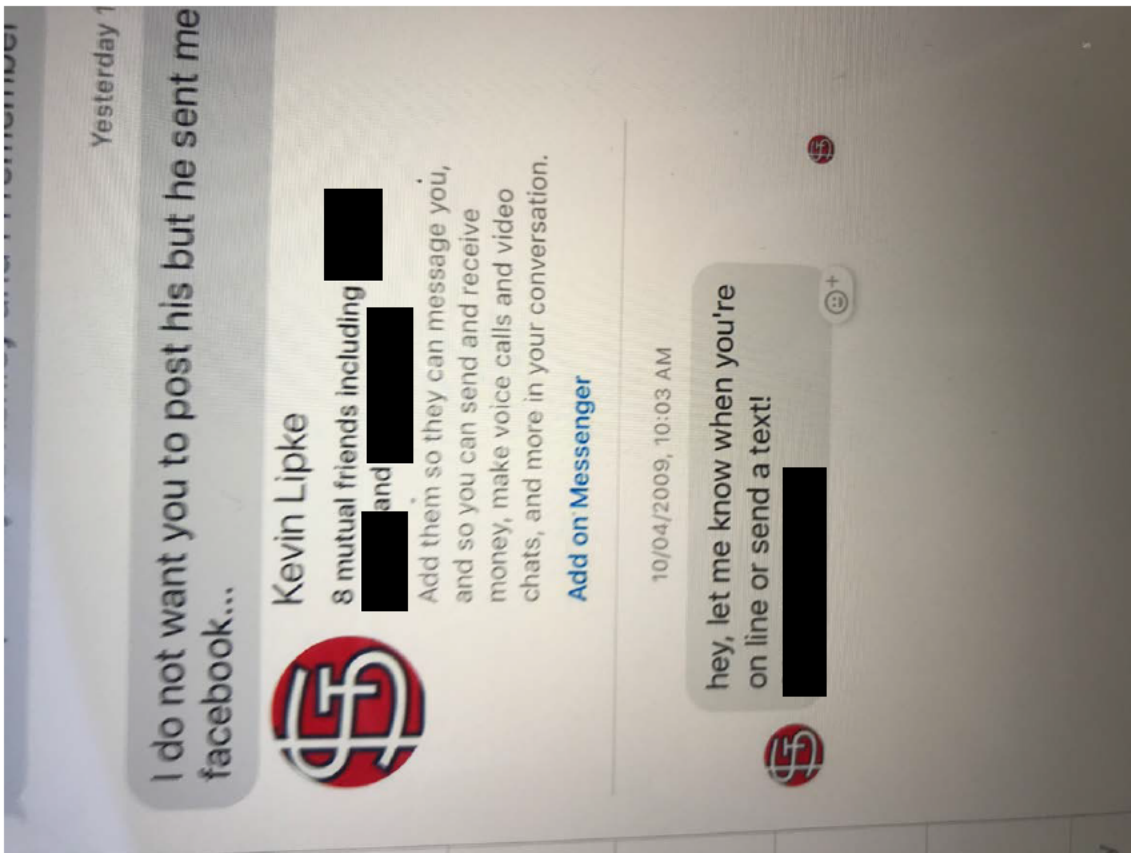 Yesterday 1
I do not want you to post his but he sent me
facebook...
Kevin Lipke
8 mutual friends including
and
Add them so they can message you,
and so you can send and receive
money, make voice calls and video
chats, and more in your conversation.
Add on Messenger
10/04/2009, 10:03 AM
hey, let me know when you're
on line or send a text!